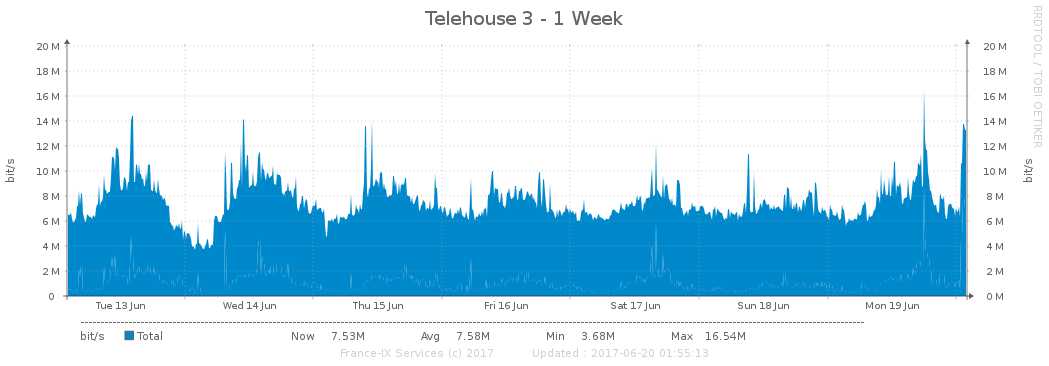 Telehouse 3 - 1 Week
RRDTOOL / TOBI OETIKER
bit/s
20 M 20 M
18 M 18 M
16 M 16 M
14 M 14 M
12 M 12 M
10 M 10 M
8 M 8 M
6 M 6 M
4 M 4 M
2 M 2 M
0 0 M
bit/s
Tue 13 Jun Wed 14 Jun Thu 15 Jun Fri 16 Jun Sat 17 Jun Sun 18 Jun Mon 19 Jun
bit/s Total Now 7.53M Avg 7.58M Min 3.68M Max 16.54M
France-IX Services (c) 2017 Updated : 2017-06-20 01:55:13